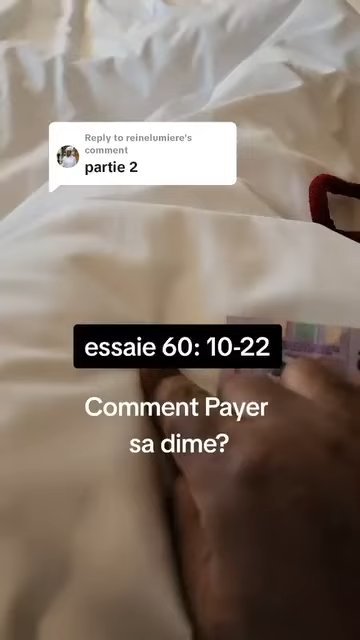 Reply to reinelumiere's
comment
partie 2
essaie 60: 10-22
Comment Payer
sa dime?